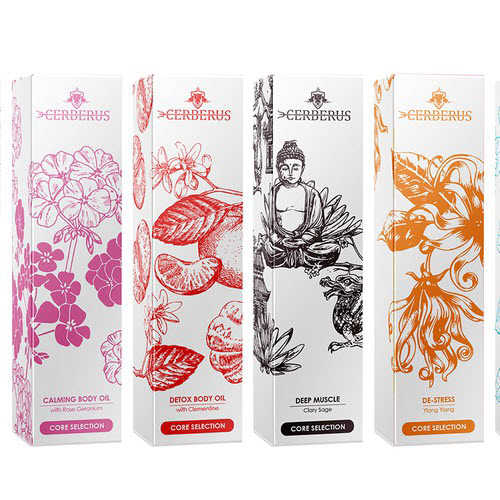 CERBERUS
CALMING BODY OIL
with Rose Geranium
CORE SELECTION
CERBERUS
DETOX BODY OIL
with Clementine
CORE SELECTION
CERBERUS
DEEP MUSCLE
Clary Sage
CORE SELECTION
CERBERUS
DE-STRESS
Ylang Ylang
CORE SELECTION